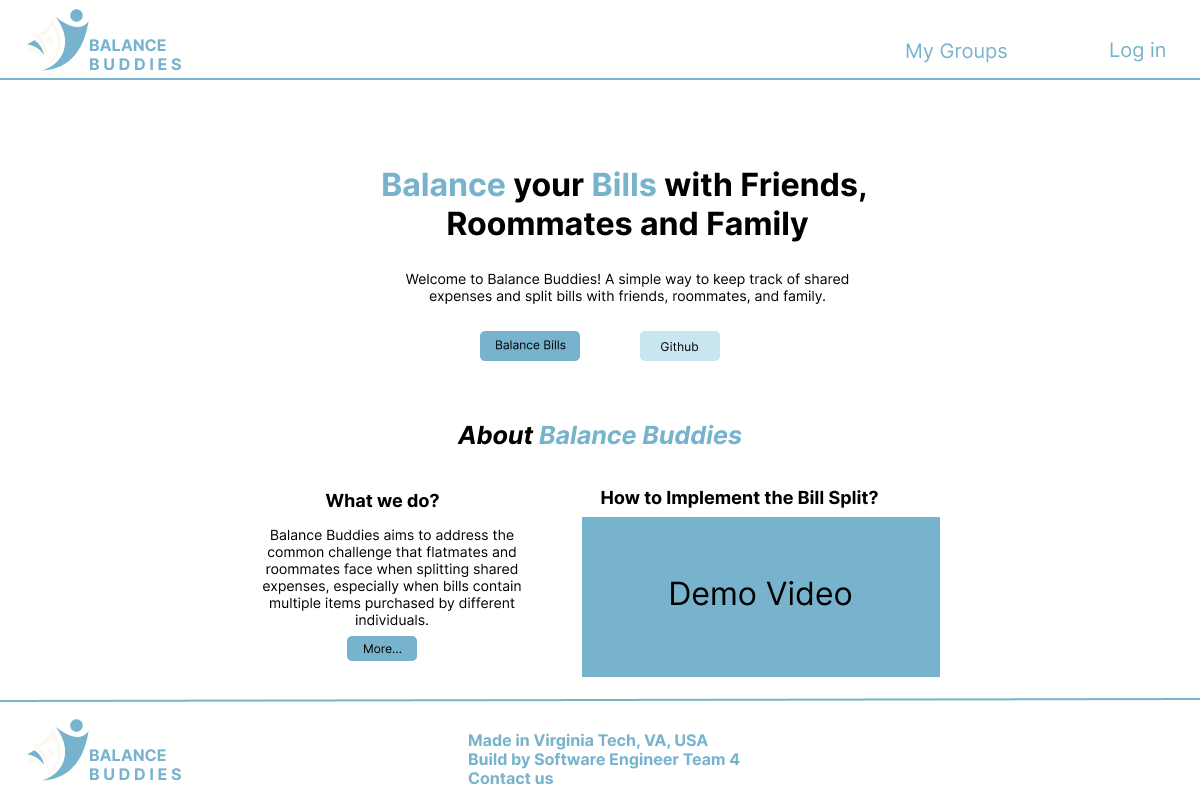 BALANCE
BUDDIES
My Groups
Log in
Balance your Bills with Friends,
Roommates and Family
Welcome to Balance Buddies! A simple way to keep track of shared
expenses and split bills with friends, roommates, and family.
Balance Bills
Github
About Balance Buddies
What we do?
Balance Buddies aims to address the
common challenge that flatmates and
roommates face when splitting shared
expenses, especially when bills contain
multiple items purchased by different
individuals.
More...
How to Implement the Bill Split?
Demo Video
BALANCE
BUDDIES
Made in Virginia Tech, VA, USA
Build by Software Engineer Team 4
Contact us